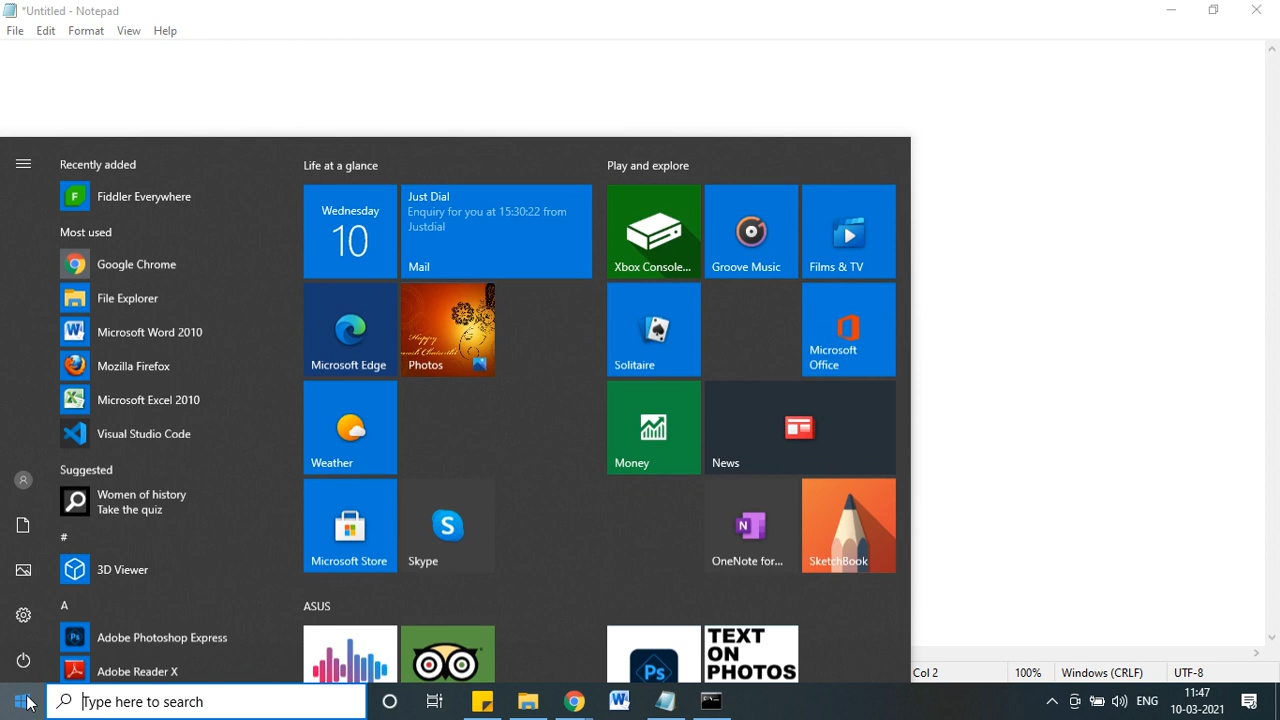 *Untitled - Notepad
File Edit Format View Help
Recently added
Fiddler Everywhere
Most used
Google Chrome
File Explorer
Microsoft Word 2010
Mozilla Firefox
Microsoft Excel 2010
Visual Studio Code
Suggested
Women of history
Take the quiz
#
3D Viewer
A
Adobe Photoshop Express
Adobe Reader X
Life at a glance
Wednesday
10
Just Dial
Enquiry for you at 15:30:22 from
Justdial
Mail
Microsoft Edge
Happy
Photos
Weather
Microsoft Store
Skype
ASUS
Play and explore
Xbox Console...
Groove Music
Films & TV
Solitaire
Microsoft
Office
Money
News
OneNote for...
SketchBook
Ps
TEXT
ON
PHOTOS
Col 2
100%
Windows (CRLF)
UTF-8
Type here to search
ENG
11:47
10-03-2021